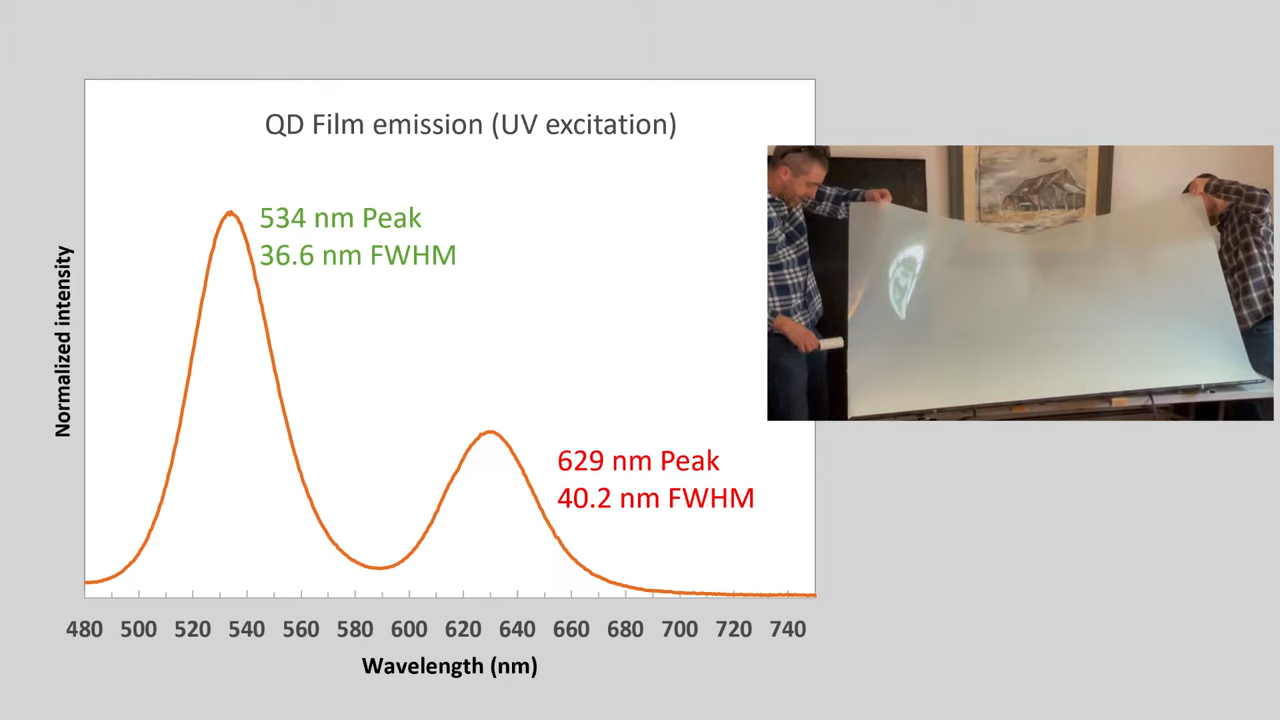 QD Film emission (UV excitation)
534 nm Peak
36.6 nm FWHM
629 nm Peak
40.2 nm FWHM
Normalized intensity
480 500 520 540 560 580 600 620 640 660 680 700 720 740
Wavelength (nm)